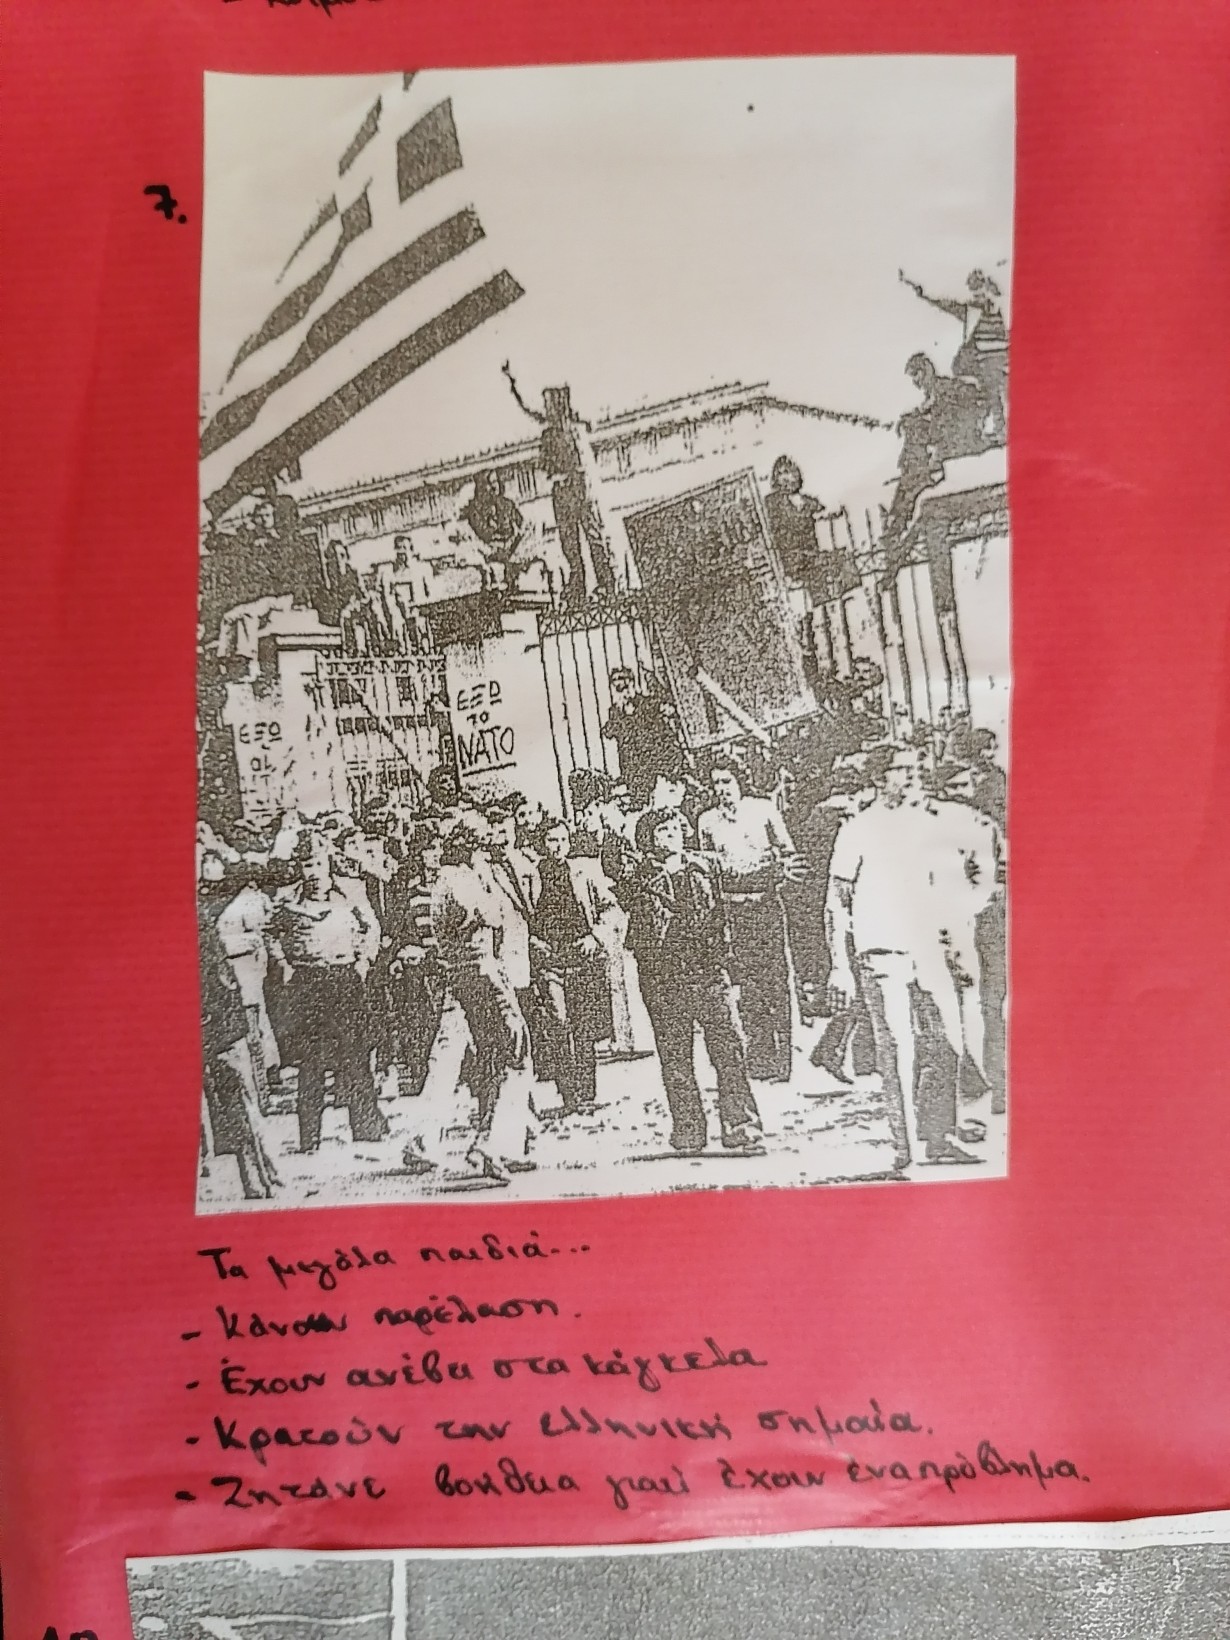 7.
ΕΞΩ
ΟΙ
ΕΞΩ
ΤΟ
ΝΑΤΟ
Τα μεγάλα παιδιά...
- Κάνουν παρέλαση.
- Έχουν ανέβει στα κάγκελα
- Κρατούν την ελληνική σημαία.
- Ζητάνε βοήθεια γιατί έχουν ένα πρόβλημα.